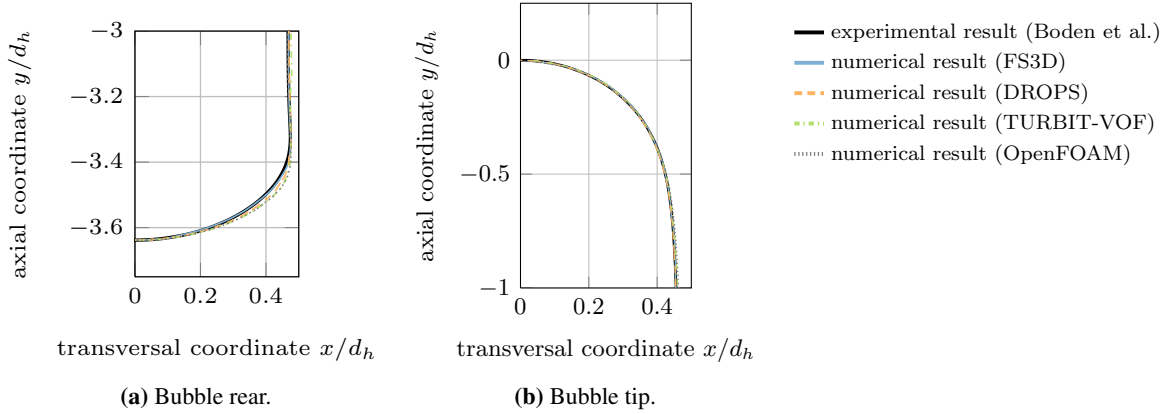 −3
−3.2
−3.4
−3.6
0
0.2
0.4
axial coordinate y/d_h
transversal coordinate x/d_h
(a) Bubble rear.
0
−0.5
−1
0
0.2
0.4
axial coordinate y/d_h
transversal coordinate x/d_h
(b) Bubble tip.
experimental result (Boden et al.)
numerical result (FS3D)
numerical result (DROPS)
numerical result (TURBIT-VOF)
numerical result (OpenFOAM)